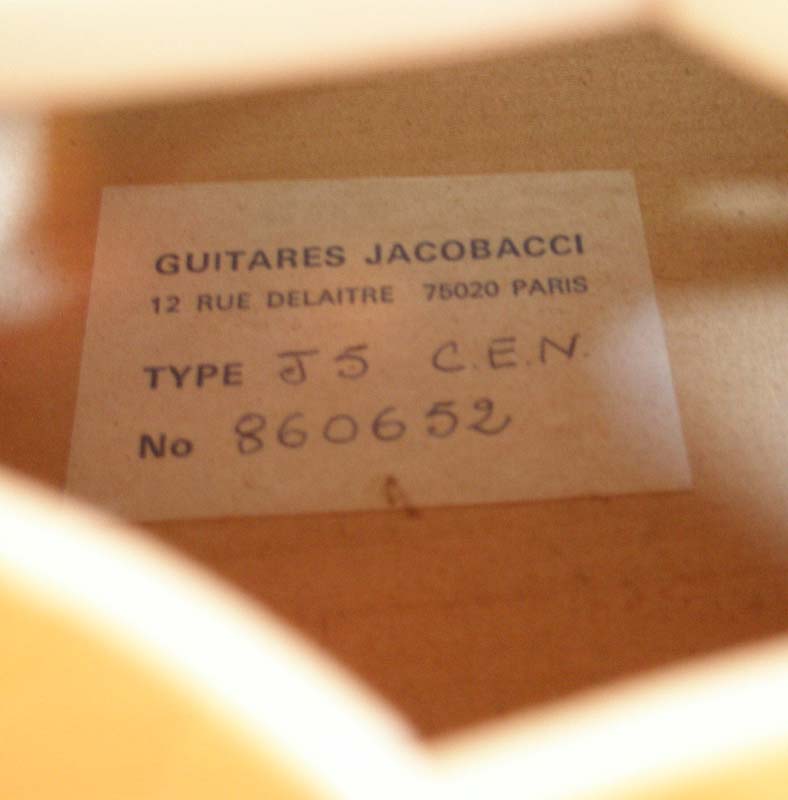 GUITARES JACOBACCI
12 RUE DELAITRE 75020 PARIS
TYPE J5 C.E.N.
No 860652